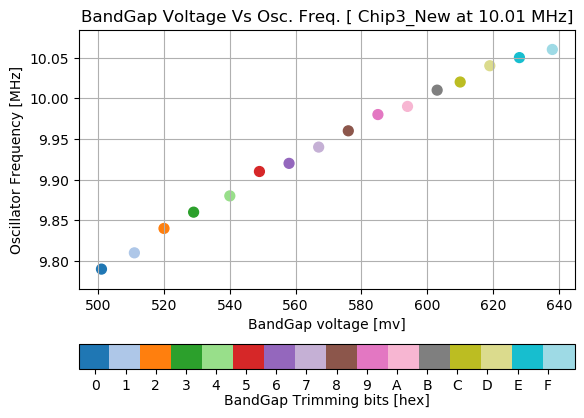 BandGap Voltage Vs Osc. Freq. [ Chip3_New at 10.01 MHz]
Oscillator Frequency [MHz]
10.05
10.00
9.95
9.90
9.85
9.80
500 520 540 560 580 600 620 640
BandGap voltage [mv]
0 1 2 3 4 5 6 7 8 9 A B C D E F
BandGap Trimming bits [hex]